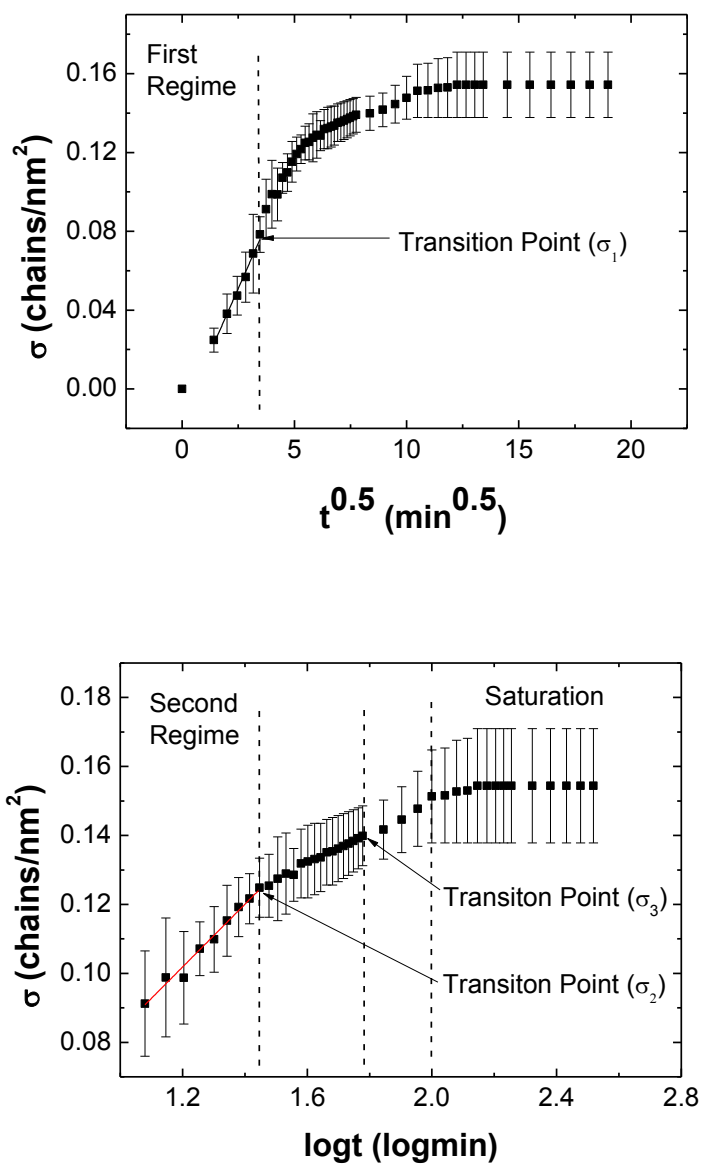 First
Regime
0.16
0.12
0.08
0.04
0.00
σ (chains/nm²)
Transition Point (σ₁)
0 5 10 15 20
t^0.5 (min^0.5)
Second
Regime
Saturation
0.18
0.16
0.14
0.12
0.10
0.08
σ (chains/nm²)
Transiton Point (σ₃)
Transiton Point (σ₂)
1.2 1.6 2.0 2.4 2.8
logt (logmin)